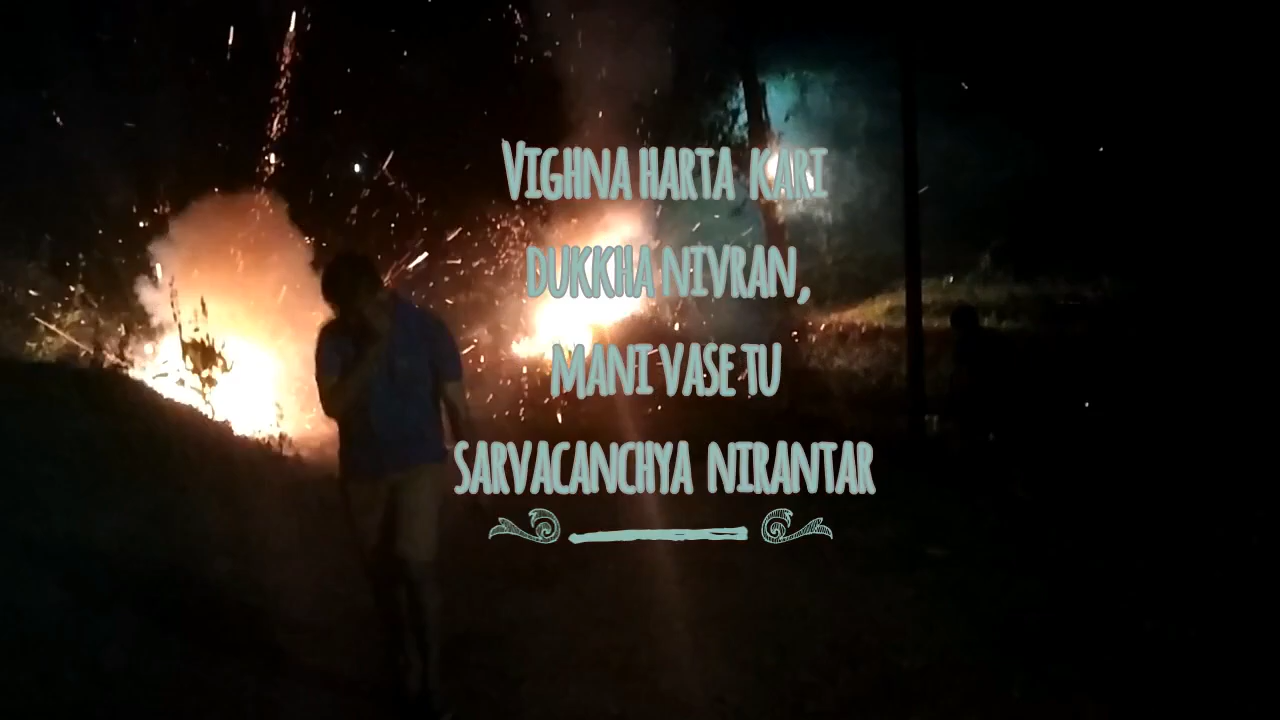 Vighna harta kari
dukkha nivran,
mani vase tu
sarvacanchya nirantar